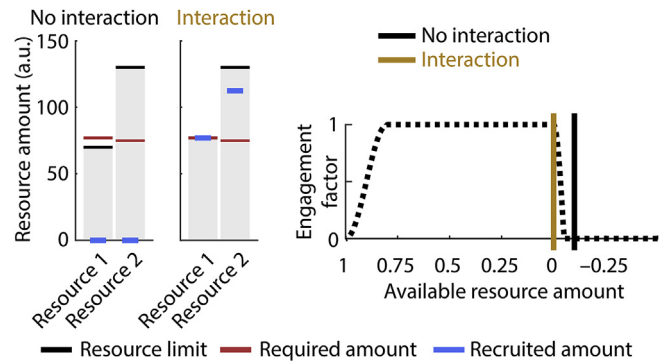 No interaction
Interaction
Resource amount (a.u.)
150
100
50
0
Resource 1
Resource 2
Resource 1
Resource 2
No interaction
Interaction
Engagement
factor
1
0
1
0.75
0.5
0.25
0
−0.25
Available resource amount
Resource limit
Required amount
Recruited amount